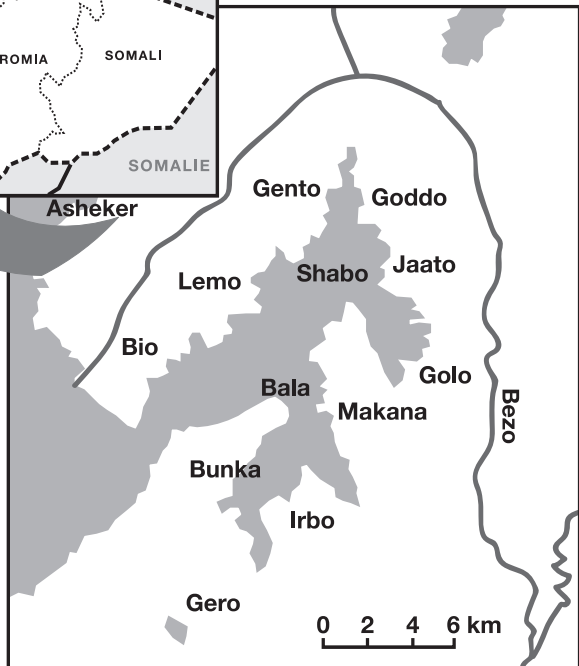 ROMIA
SOMALI
SOMALIE
Asheker
Gento
Goddo
Shabo
Jaato
Lemo
Bio
Golo
Bala
Makana
Bezo
Bunka
Irbo
Gero
0 2 4 6 km